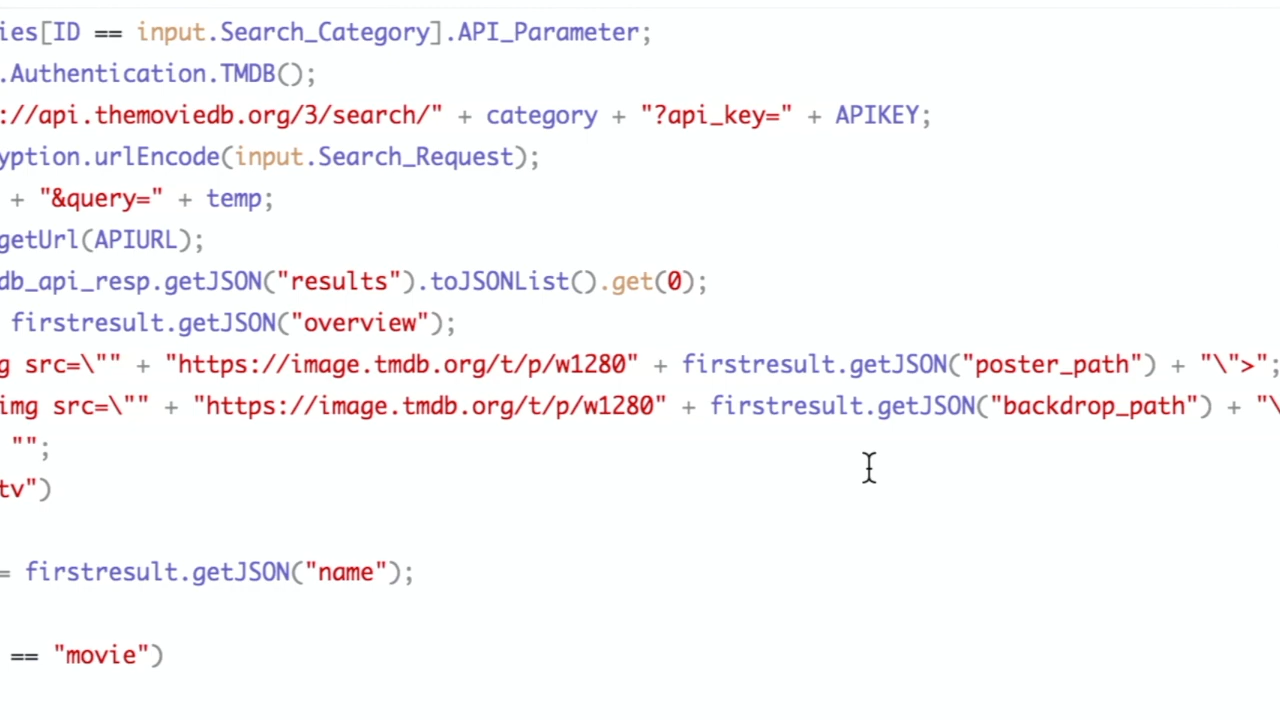 ies[ID == input.Search_Category].API_Parameter;
.Authentication.TMDB();
://api.themoviedb.org/3/search/" + category + "?api_key=" + APIKEY;
yption.urlEncode(input.Search_Request);
+ "&query=" + temp;
getUrl(APIURL);
db_api_resp.getJSON("results").toJSONList().get(0);
firstresult.getJSON("overview");
g src=\"" + "https://image.tmdb.org/t/p/w1280" + firstresult.getJSON("poster_path") + "\">";
img src=\"" + "https://image.tmdb.org/t/p/w1280" + firstresult.getJSON("backdrop_path") + "\
"";
tv")
= firstresult.getJSON("name");
== "movie")